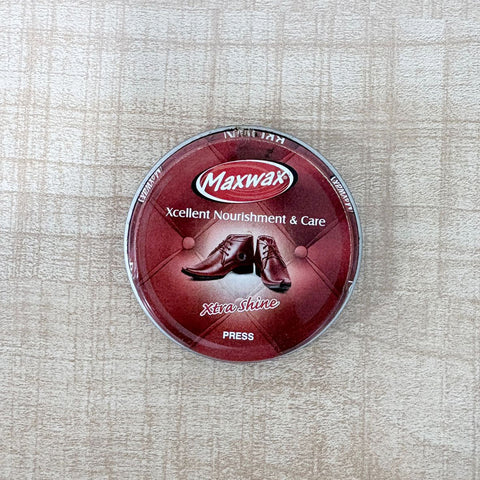 Maxwax
Xcellent Nourishment & Care
Xtra Shine
PRESS